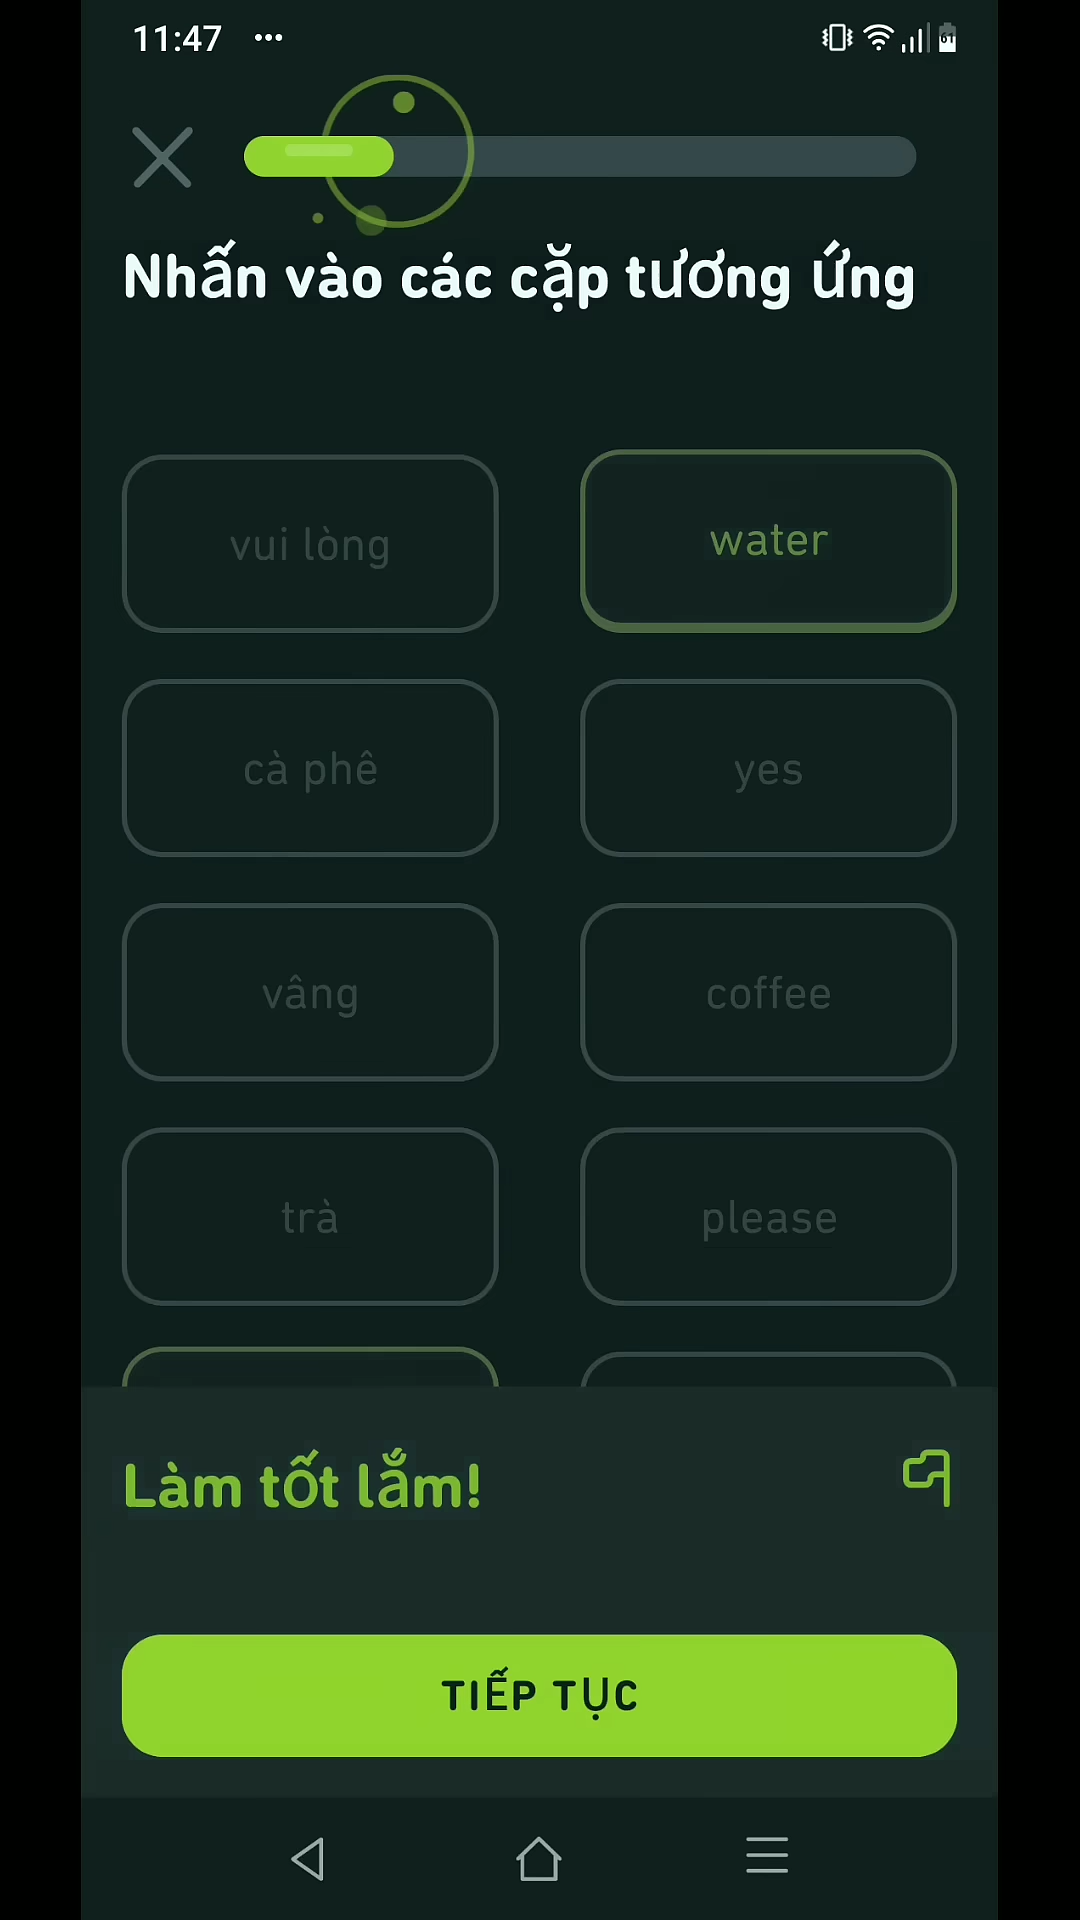 11:47
61
Nhấn vào các cặp tương ứng
vui lòng
water
cà phê
yes
vâng
coffee
trà
please
Làm tốt lắm!
TIẾP TỤC